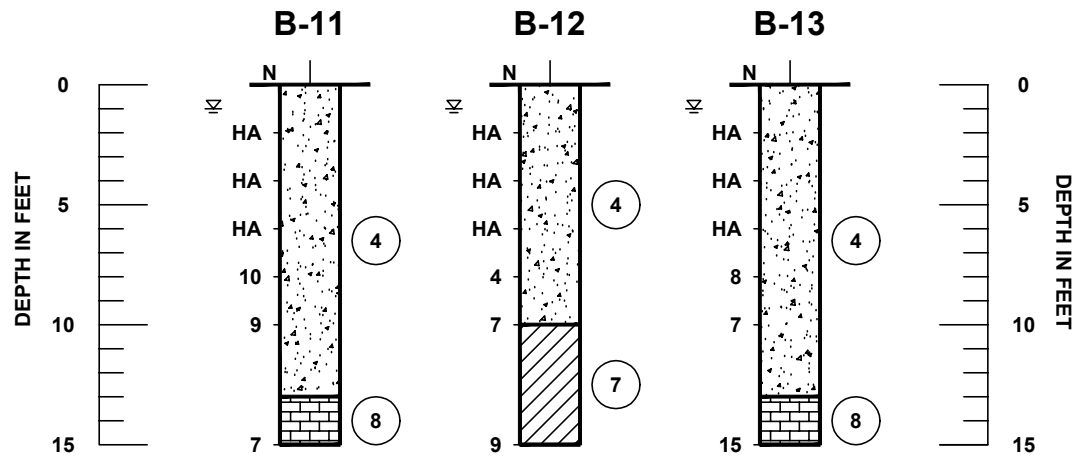 B-11 B-12 B-13
N N N
0 0
HA HA HA
HA HA HA
5 4 5
HA HA HA
4 4
10 4 8
10 9 7 7 10
7
8 8
15 7 9 15 15
DEPTH IN FEET
DEPTH IN FEET